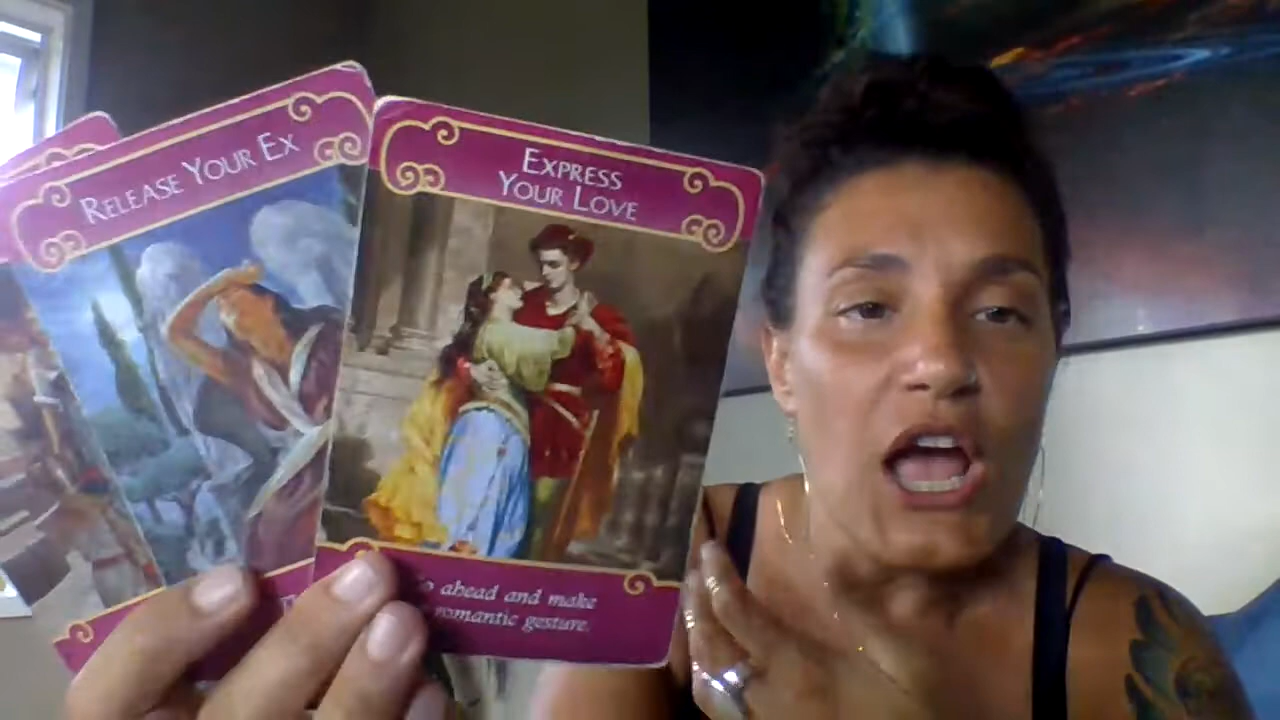 RELEASE YOUR EX
EXPRESS
YOUR LOVE
ahead and make
romantic gesture.